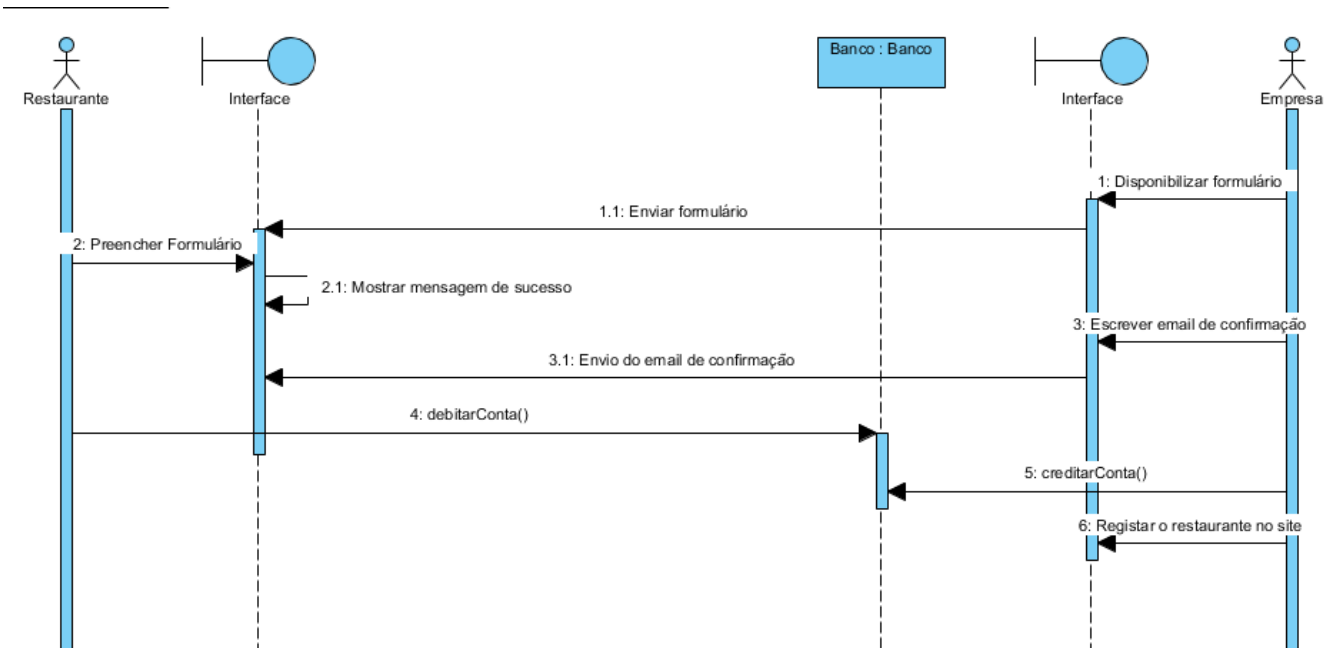 Banco : Banco
Restaurante
Interface
Interface
Empresa
1: Disponibilizar formulário
1.1: Enviar formulário
2: Preencher Formulário
2.1: Mostrar mensagem de sucesso
3: Escrever email de confirmação
3.1: Envio do email de confirmação
4: debitarConta()
5: creditarConta()
6: Registar o restaurante no site